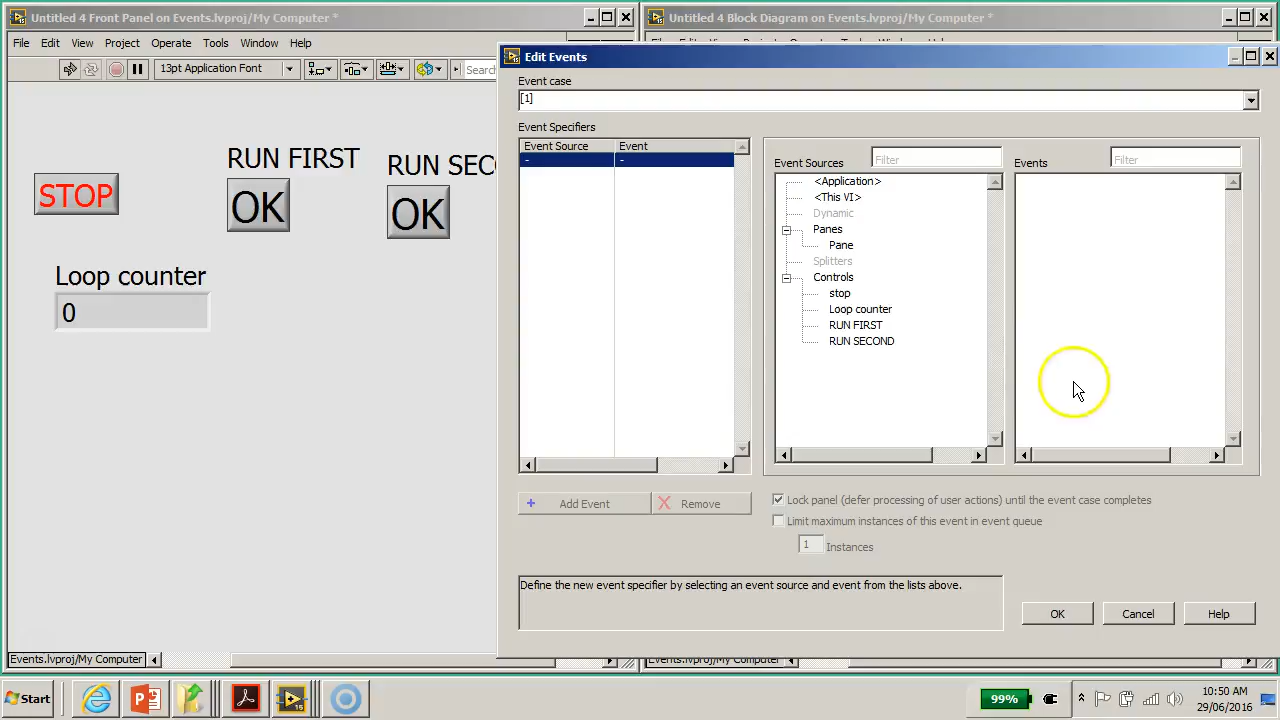 Untitled 4 Front Panel on Events.lvproj/My Computer *
File Edit View Project Operate Tools Window Help
13pt Application Font
Search
RUN FIRST
RUN SECO
STOP
OK
OK
Loop counter
0
Events.lvproj/My Computer
Untitled 4 Block Diagram on Events.lvproj/My Computer *
Edit Events
Event case
[1]
Event Specifiers
Event Source Event
- -
Add Event
Remove
Event Sources
Filter
<Application>
<This VI>
Dynamic
Panes
Pane
Splitters
Controls
stop
Loop counter
RUN FIRST
RUN SECOND
Events
Filter
Lock panel (defer processing of user actions) until the event case completes
Limit maximum instances of this event in event queue
1 Instances
Define the new event specifier by selecting an event source and event from the lists above.
OK
Cancel
Help
Events.lvproj/My Computer
Start
99%
10:50 AM
29/06/2016